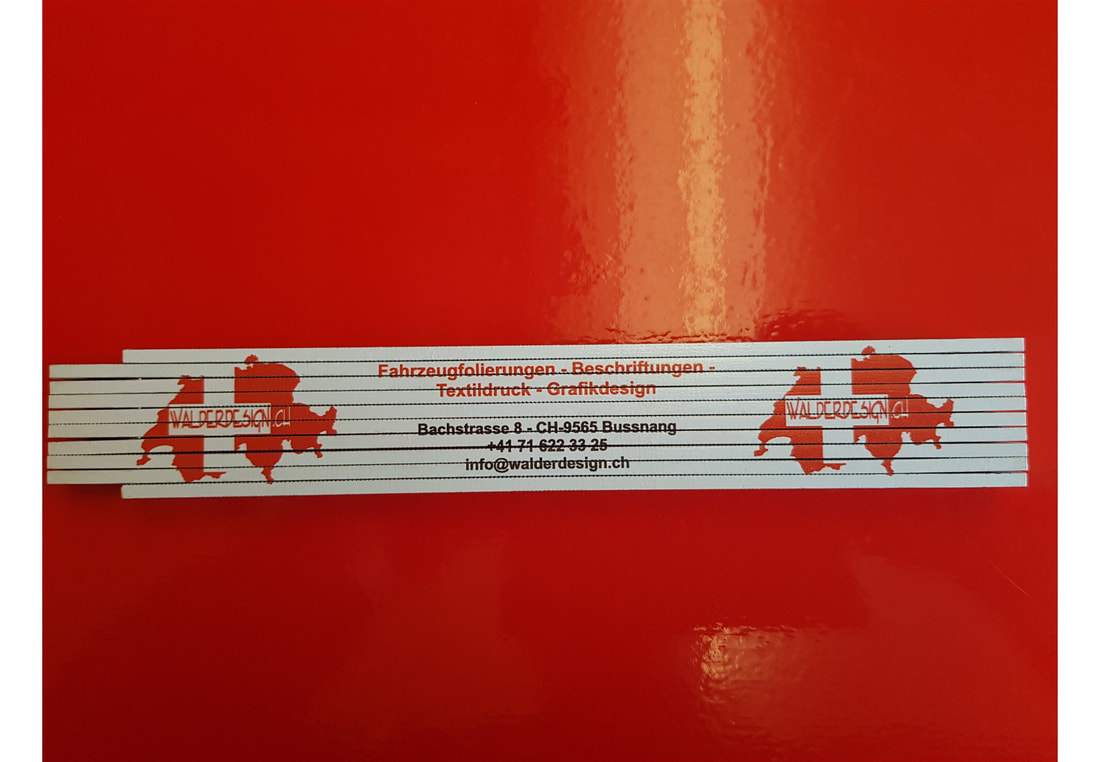 WALDERDESIGN.CH
Fahrzeugfolierungen - Beschriftungen -
Textildruck - Grafikdesign
Bachstrasse 8 - CH-9565 Bussnang
+41 71 622 33 25
info@walderdesign.ch
WALDERDESIGN.CH